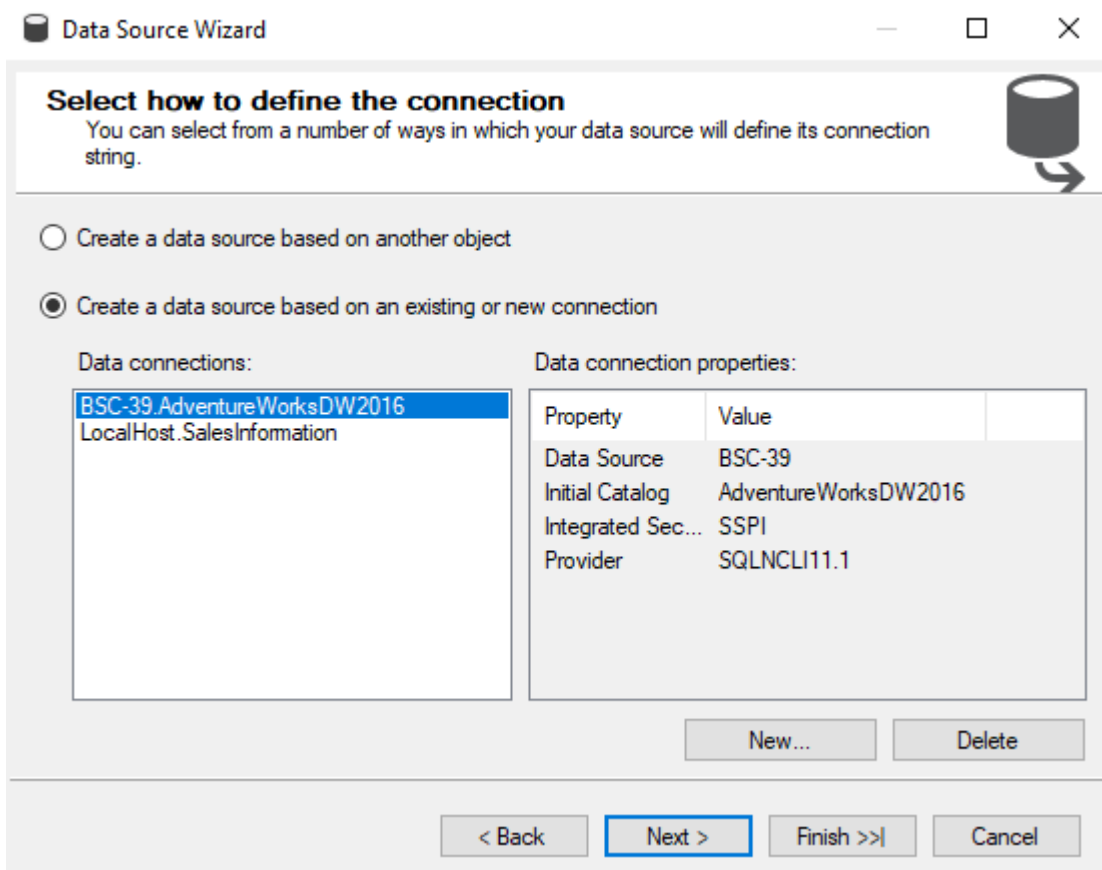 Data Source Wizard
Select how to define the connection
You can select from a number of ways in which your data source will define its connection
string.
Create a data source based on another object
Create a data source based on an existing or new connection
Data connections:
BSC-39.AdventureWorksDW2016
LocalHost.SalesInformation
Data connection properties:
Property Value
Data Source BSC-39
Initial Catalog AdventureWorksDW2016
Integrated Sec... SSPI
Provider SQLNCLI11.1
New... Delete
< Back Next > Finish >>| Cancel